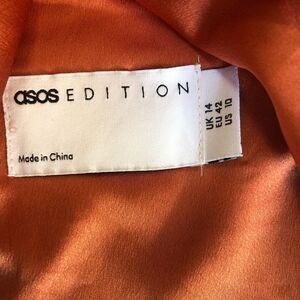 asos EDITION
Made in China
UK 14
EU 42
US 10